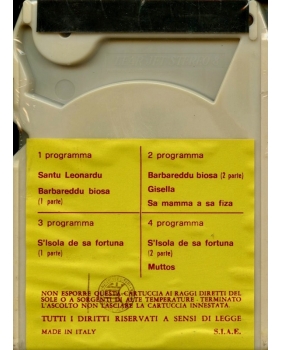 1 programma
Santu Leonardu
Barbareddu biosa
(1 parte)
2 programma
Barbareddu biosa (2 parte)
Gisella
Sa mamma a sa fiza
3 programma
S'Isola de sa fortuna
(1 parte)
4 programma
S'Isola de sa fortuna
(2 parte)
Muttos
NON ESPORRE QUESTA CARTUCCIA AI RAGGI DIRETTI DEL
SOLE O A SORGENTI DI ALTE TEMPERATURE. TERMINATO
L'ASCOLTO NON LASCIARE LA CARTUCCIA INNESTATA.
TUTTI I DIRITTI RISERVATI A SENSI DI LEGGE
MADE IN ITALY S.I.A.E.